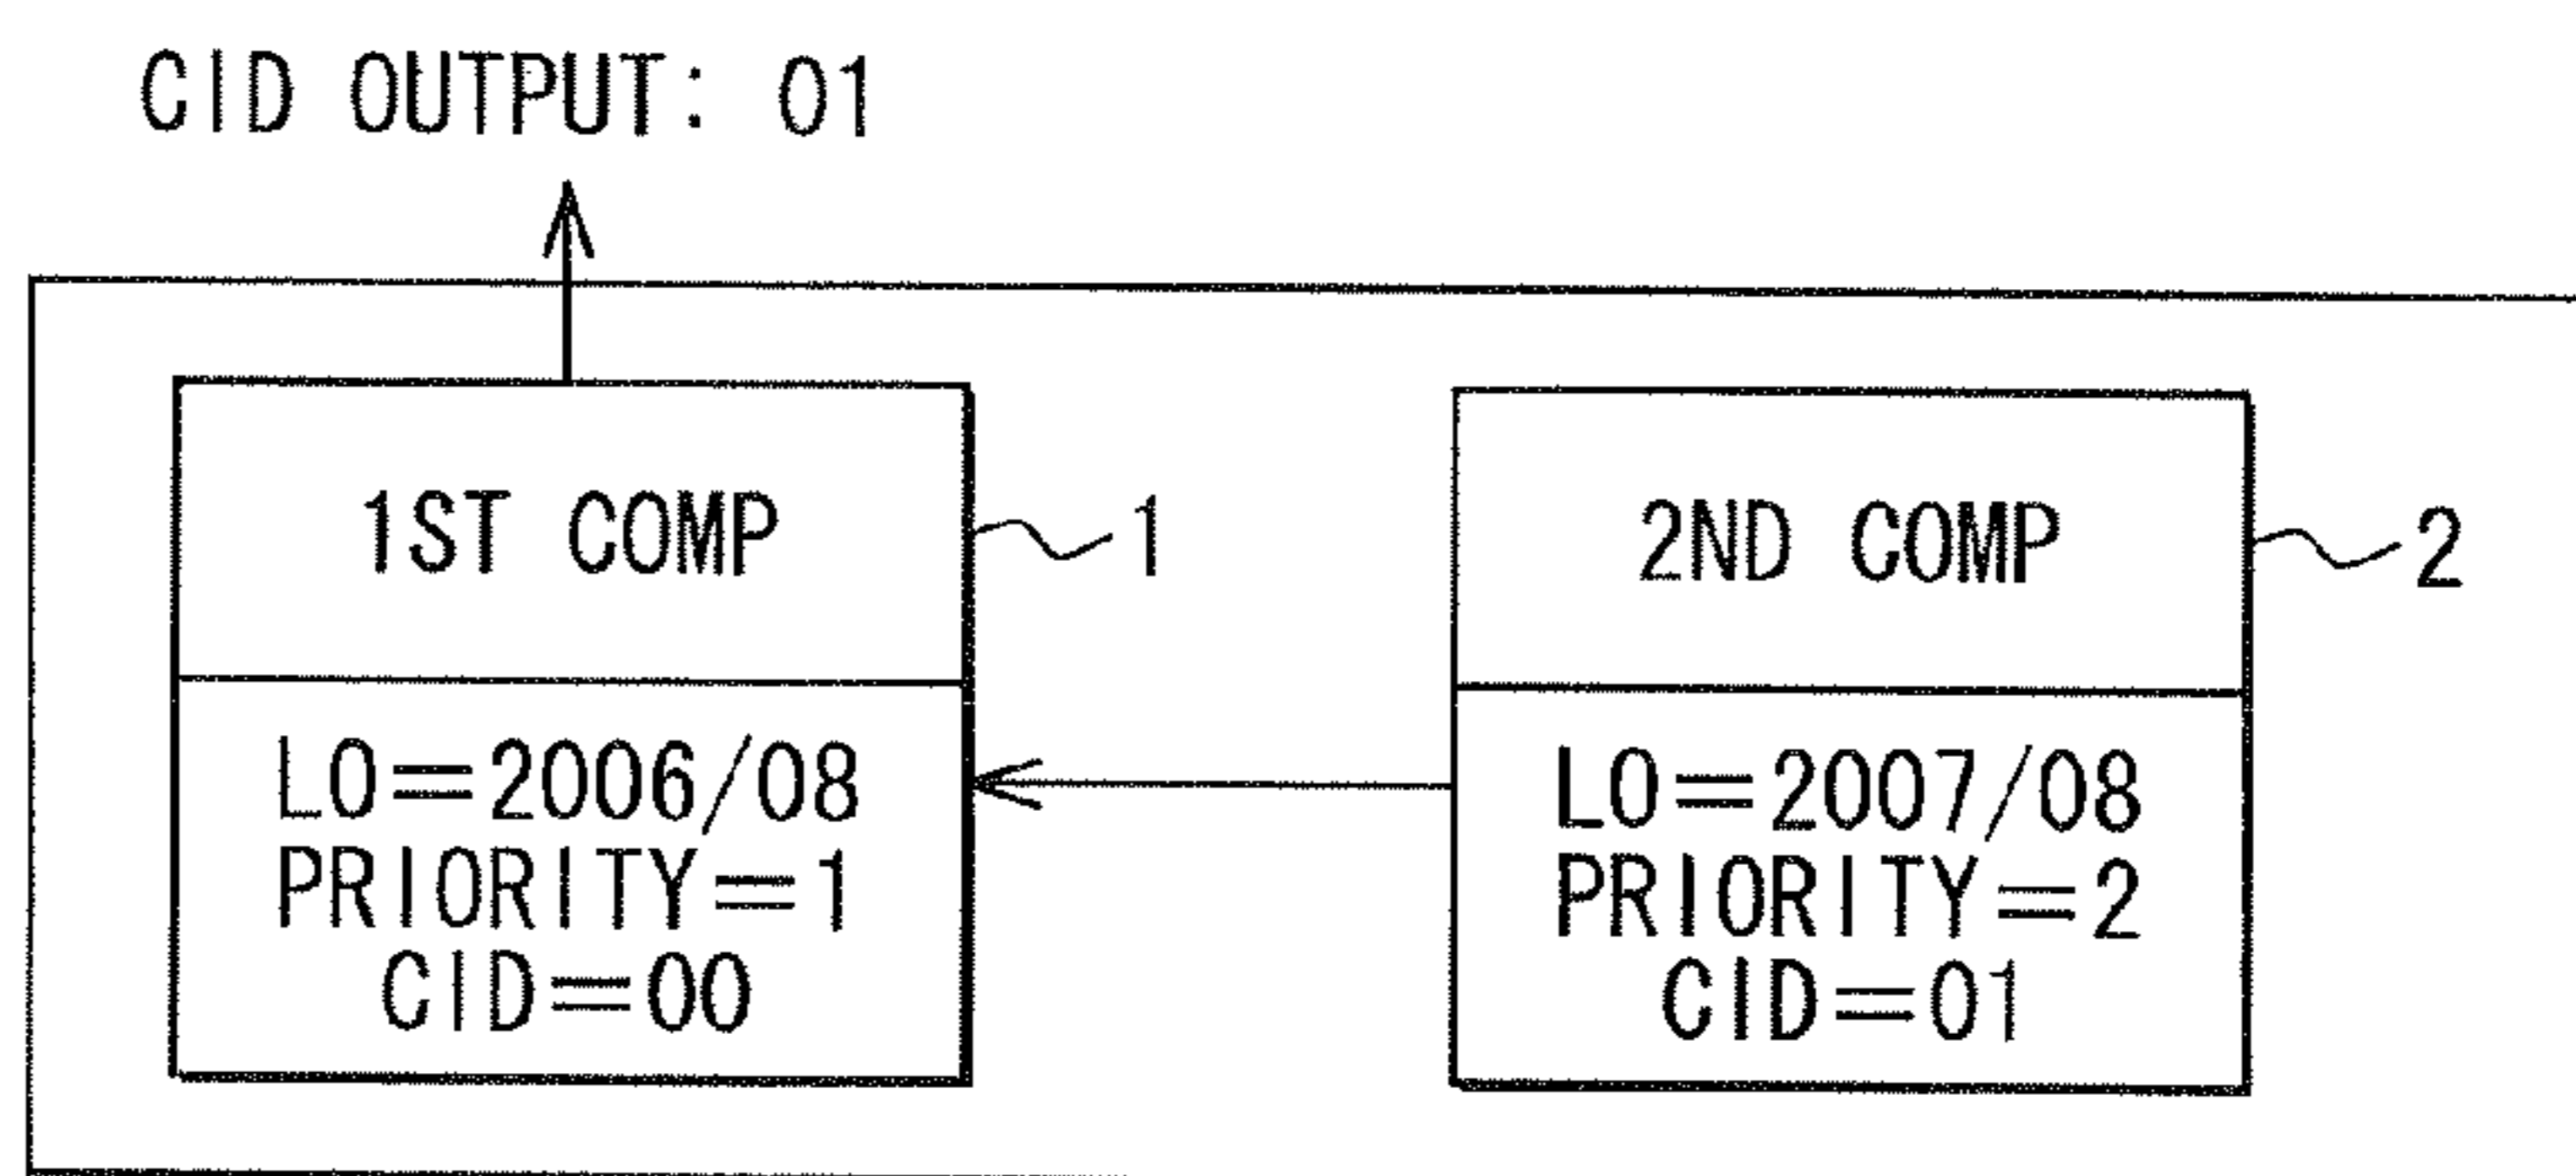 CID OUTPUT: 01
1ST COMP
1
LO=2006/08
PRIORITY=1
CID=00
2ND COMP
2
LO=2007/08
PRIORITY=2
CID=01